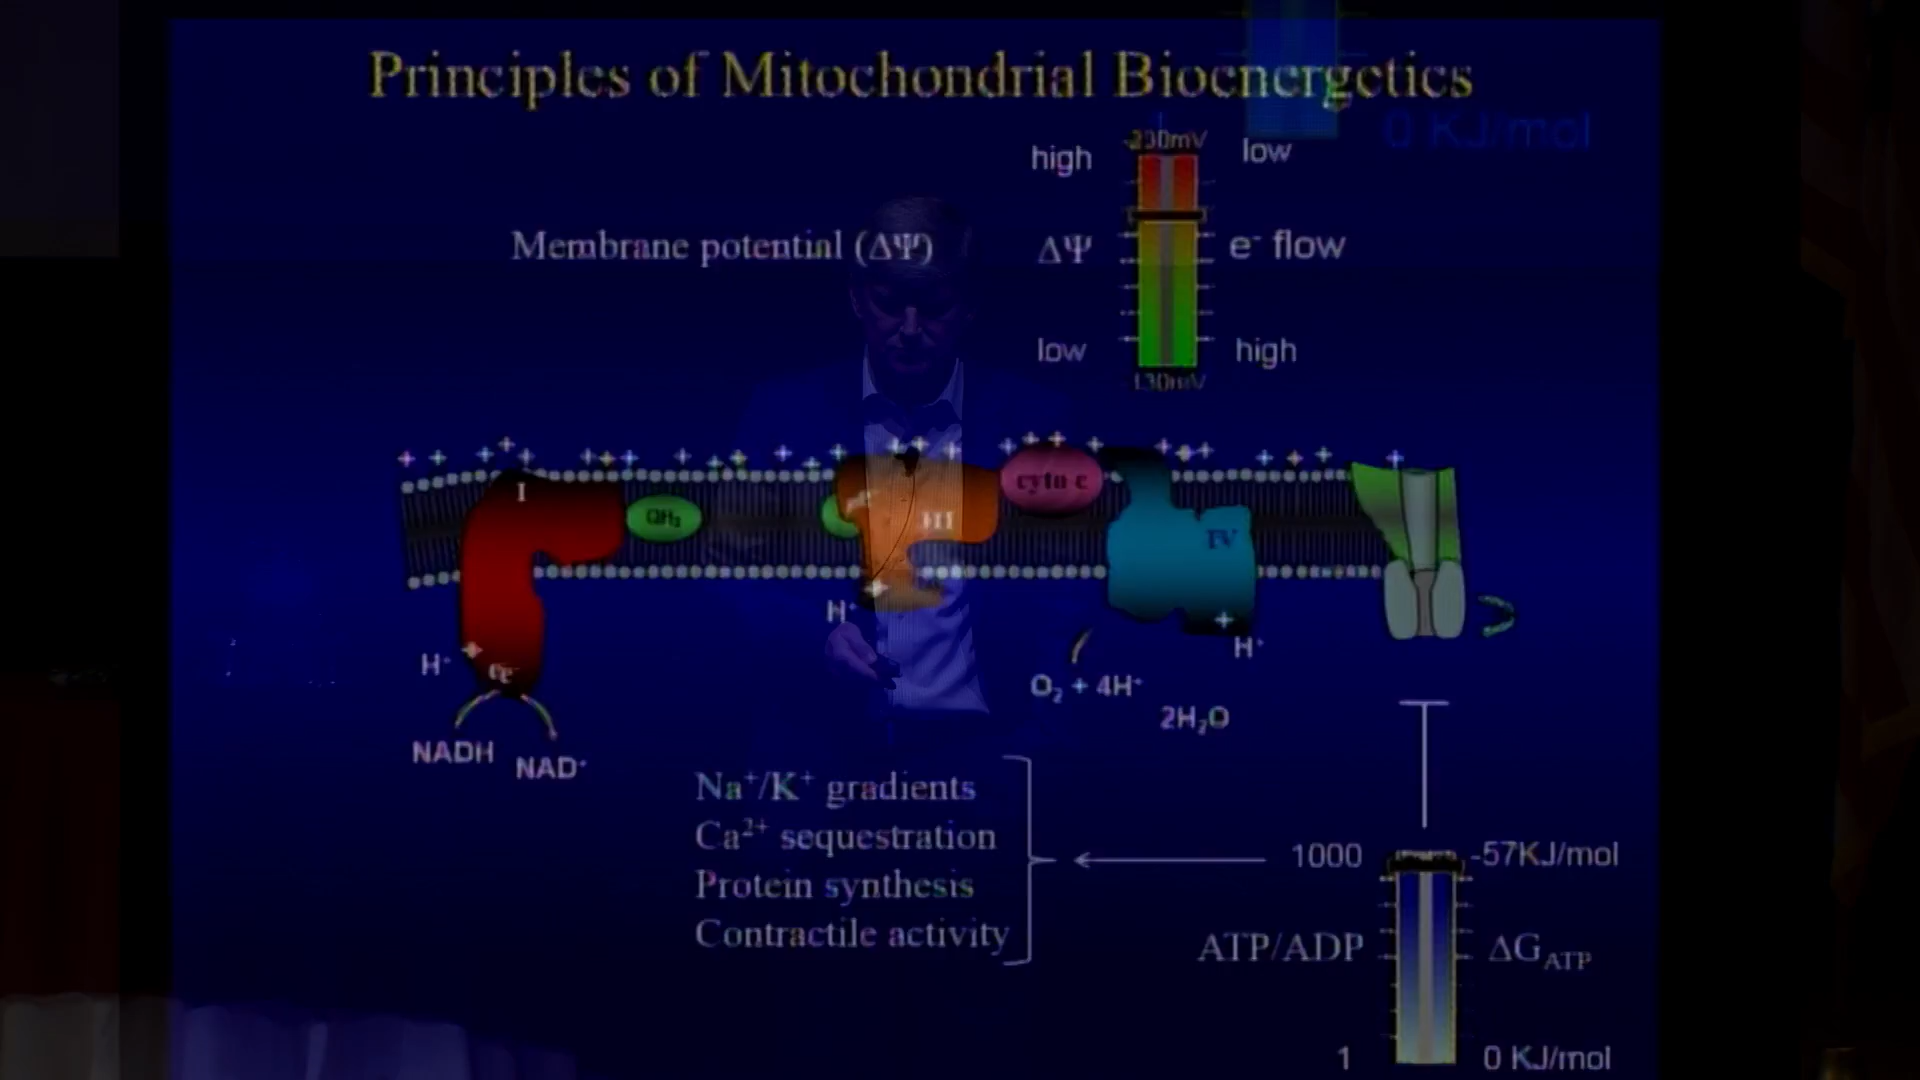 Principles of Mitochondrial Bioenergetics
0 KJ/mol
230mV
high
low
Membrane potential (ΔΨ)
ΔΨ
e⁻ flow
low
high
130mV
I
QH₂
III
cyto c
IV
H⁺
H⁺
H⁺
e⁻
O₂ + 4H⁺
2H₂O
NADH
NAD⁺
Na⁺/K⁺ gradients
Ca²⁺ sequestration
Protein synthesis
Contractile activity
1000
-57KJ/mol
ATP/ADP
ΔG_ATP
1
0 KJ/mol